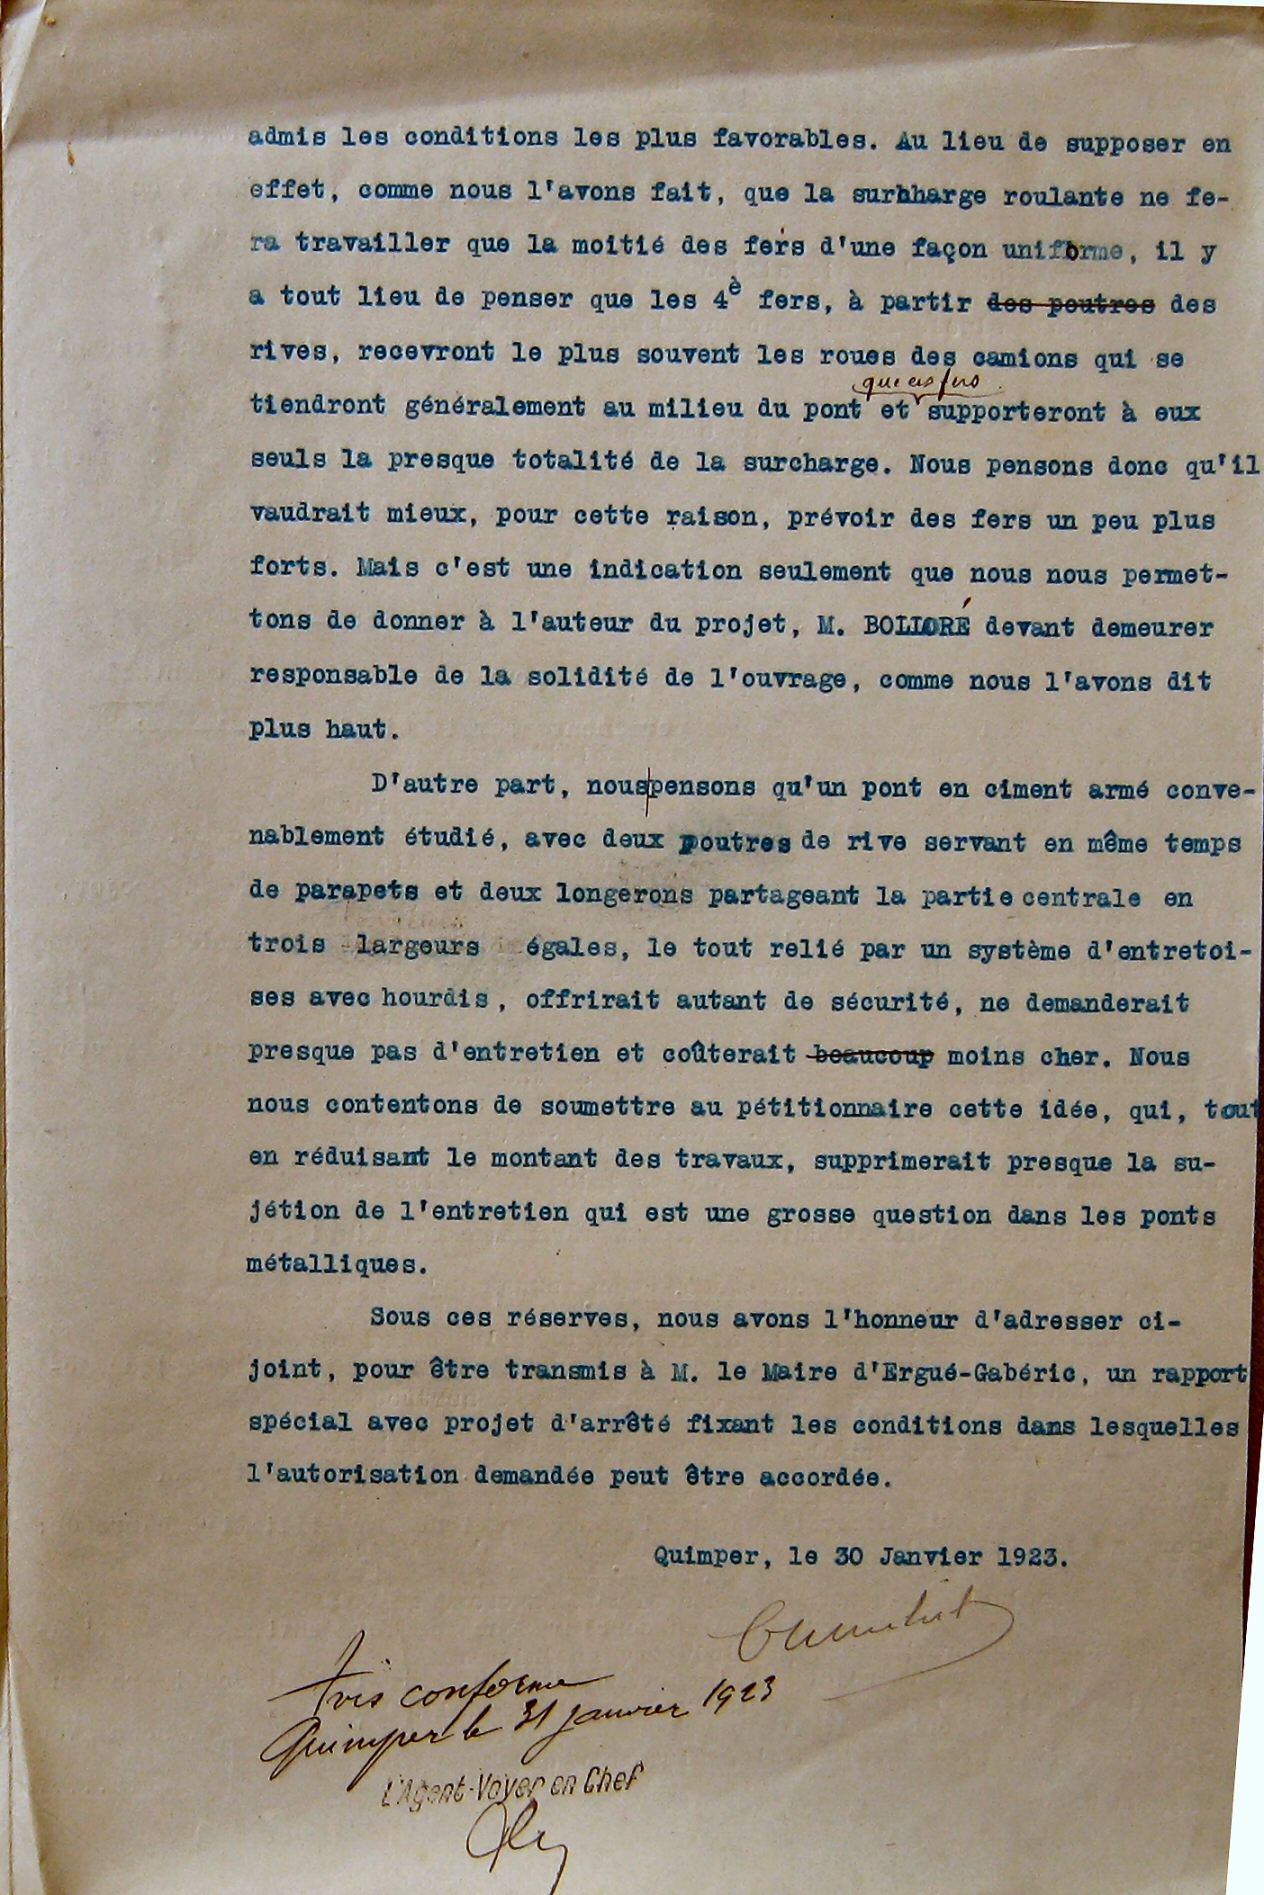 admis les conditions les plus favorables. Au lieu de supposer en
effet, comme nous l'avons fait, que la surhharge roulante ne fe-
ra travailler que la moitié des fers d'une façon uniforme, il y
a tout lieu de penser que les 4è fers, à partir des poutres des
rives, recevront le plus souvent les roues des camions qui se
que ces fers
tiendront généralement au milieu du pont et supporteront à eux
seuls la presque totalité de la surcharge. Nous pensons donc qu'il
vaudrait mieux, pour cette raison, prévoir des fers un peu plus
forts. Mais c'est une indication seulement que nous nous permet-
tons de donner à l'auteur du projet, M. BOLLORÉ devant demeurer
responsable de la solidité de l'ouvrage, comme nous l'avons dit
plus haut.
D'autre part, nous|pensons qu'un pont en ciment armé conve-
nablement étudié, avec deux poutres de rive servant en même temps
de parapets et deux longerons partageant la partie centrale en
trois largeurs égales, le tout relié par un système d'entretoi-
ses avec hourdis, offrirait autant de sécurité, ne demanderait
presque pas d'entretien et coûterait beaucoup moins cher. Nous
nous contentons de soumettre au pétitionnaire cette idée, qui, tout
en réduisant le montant des travaux, supprimerait presque la su-
jétion de l'entretien qui est une grosse question dans les ponts
métalliques.
Sous ces réserves, nous avons l'honneur d'adresser ci-
joint, pour être transmis à M. le Maire d'Ergué-Gabéric, un rapport
spécial avec projet d'arrêté fixant les conditions dans lesquelles
l'autorisation demandée peut être accordée.
Quimper, le 30 Janvier 1923.
Avis conforme
Quimper le 31 janvier 1923
L'Agent-Voyer en Chef